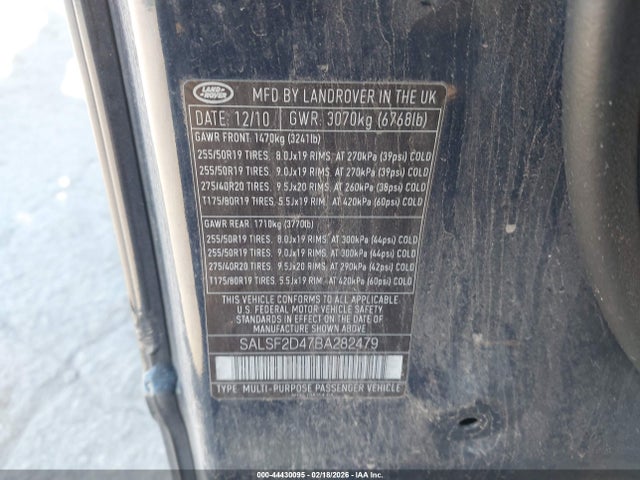 LAND ROVER
MFD BY LANDROVER IN THE UK
DATE: 12/10 GWR: 3070kg (6768lb)
GAWR FRONT: 1470kg (3241lb)
255/50R19 TIRES. 8.0Jx19 RIMS. AT 270kPa (39psi) COLD
255/50R19 TIRES. 9.0Jx19 RIMS. AT 270kPa (39psi) COLD
275/40R20 TIRES. 9.5Jx20 RIMS. AT 260kPa (38psi) COLD
T175/80R19 TIRES. 5.5Jx19 RIM. AT 420kPa (60psi) COLD
GAWR REAR: 1710kg (3770lb)
255/50R19 TIRES. 8.0Jx19 RIMS. AT 300kPa (44psi) COLD
255/50R19 TIRES. 9.0Jx19 RIMS. AT 300kPa (44psi) COLD
275/40R20 TIRES. 9.5Jx20 RIMS. AT 290kPa (42psi) COLD
T175/80R19 TIRES. 5.5Jx19 RIM. AT 420kPa (60psi) COLD
THIS VEHICLE CONFORMS TO ALL APPLICABLE
U.S. FEDERAL MOTOR VEHICLE SAFETY
STANDARDS IN EFFECT ON THE DATE OF
MANUFACTURE SHOWN ABOVE
SALSF2D47BA282479
TYPE: MULTI-PURPOSE PASSENGER VEHICLE
000-44430095 - 02/18/2026 - IAAI.COM